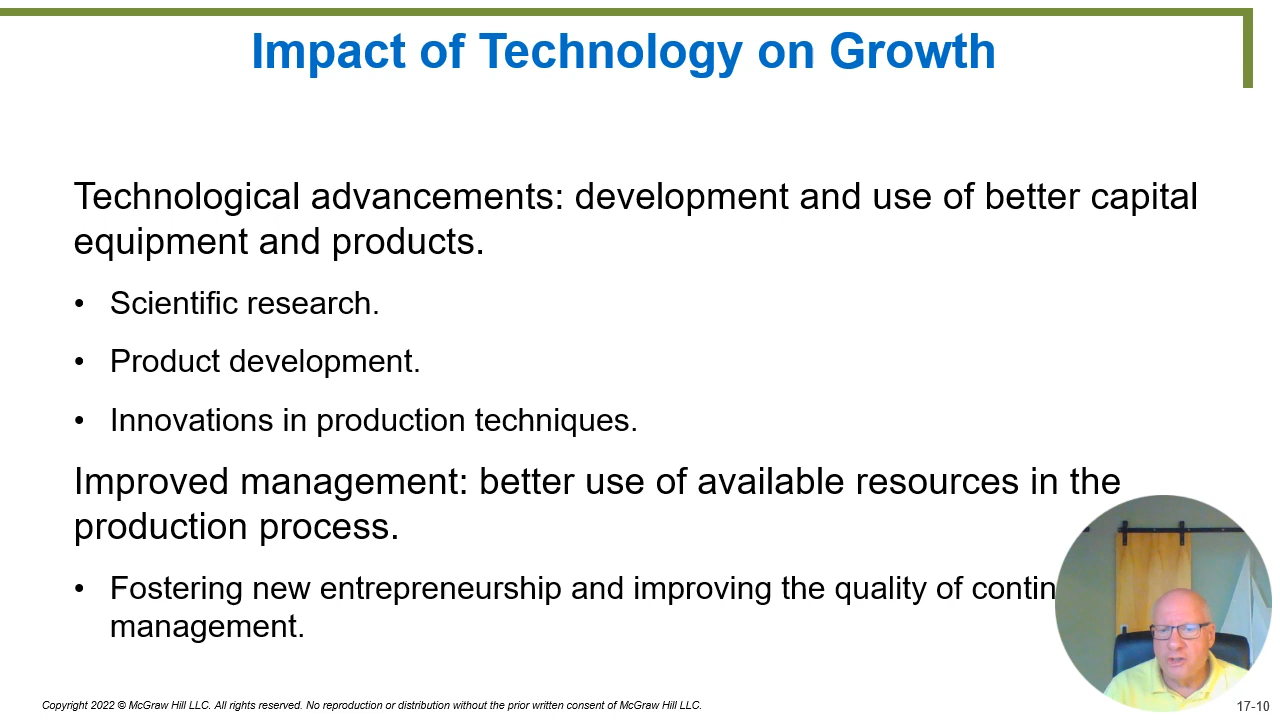 Impact of Technology on Growth
Technological advancements: development and use of better capital
equipment and products.
• Scientific research.
• Product development.
• Innovations in production techniques.
Improved management: better use of available resources in the
production process.
• Fostering new entrepreneurship and improving the quality of
management.
Copyright 2022 © McGraw Hill LLC. All rights reserved. No reproduction or distribution without the prior written consent of McGraw Hill LLC.
17-10